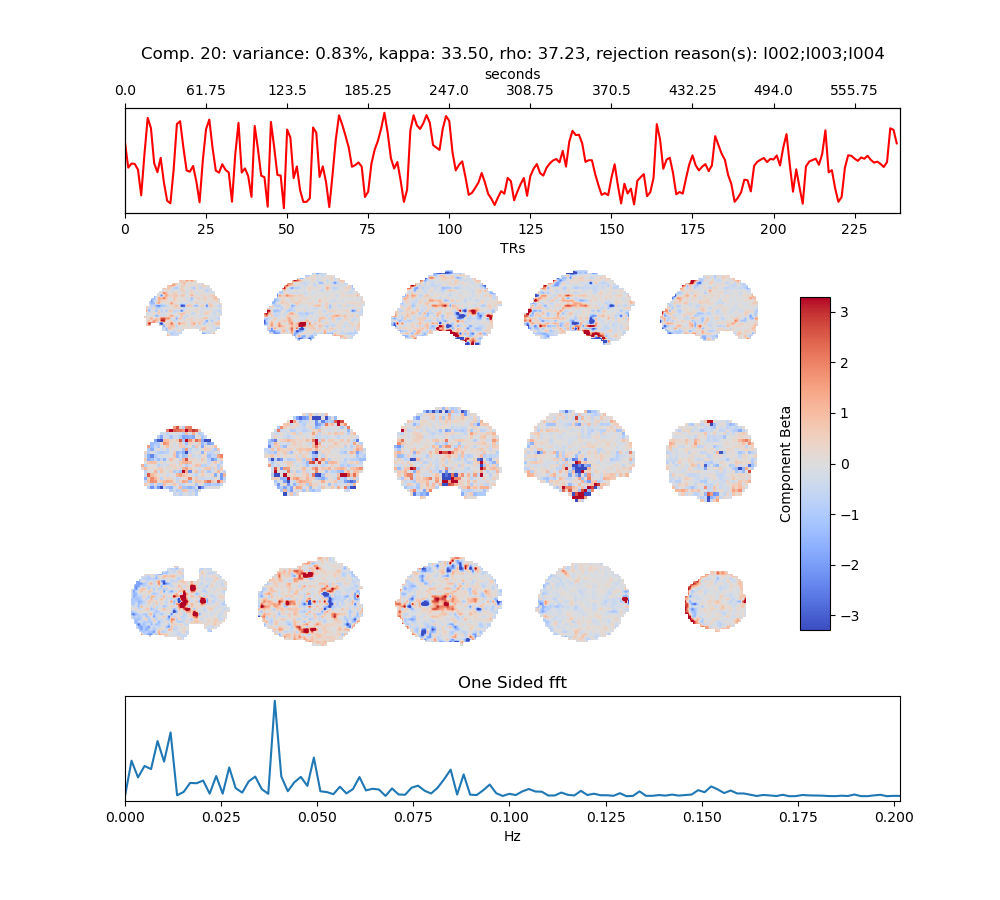 Comp. 20: variance: 0.83%, kappa: 33.50, rho: 37.23, rejection reason(s): I002;I003;I004
seconds
0.0 61.75 123.5 185.25 247.0 308.75 370.5 432.25 494.0 555.75
0 25 50 75 100 125 150 175 200 225
TRs
3
2
1
0
−1
−2
−3
Component Beta
One Sided fft
0.000 0.025 0.050 0.075 0.100 0.125 0.150 0.175 0.200
Hz